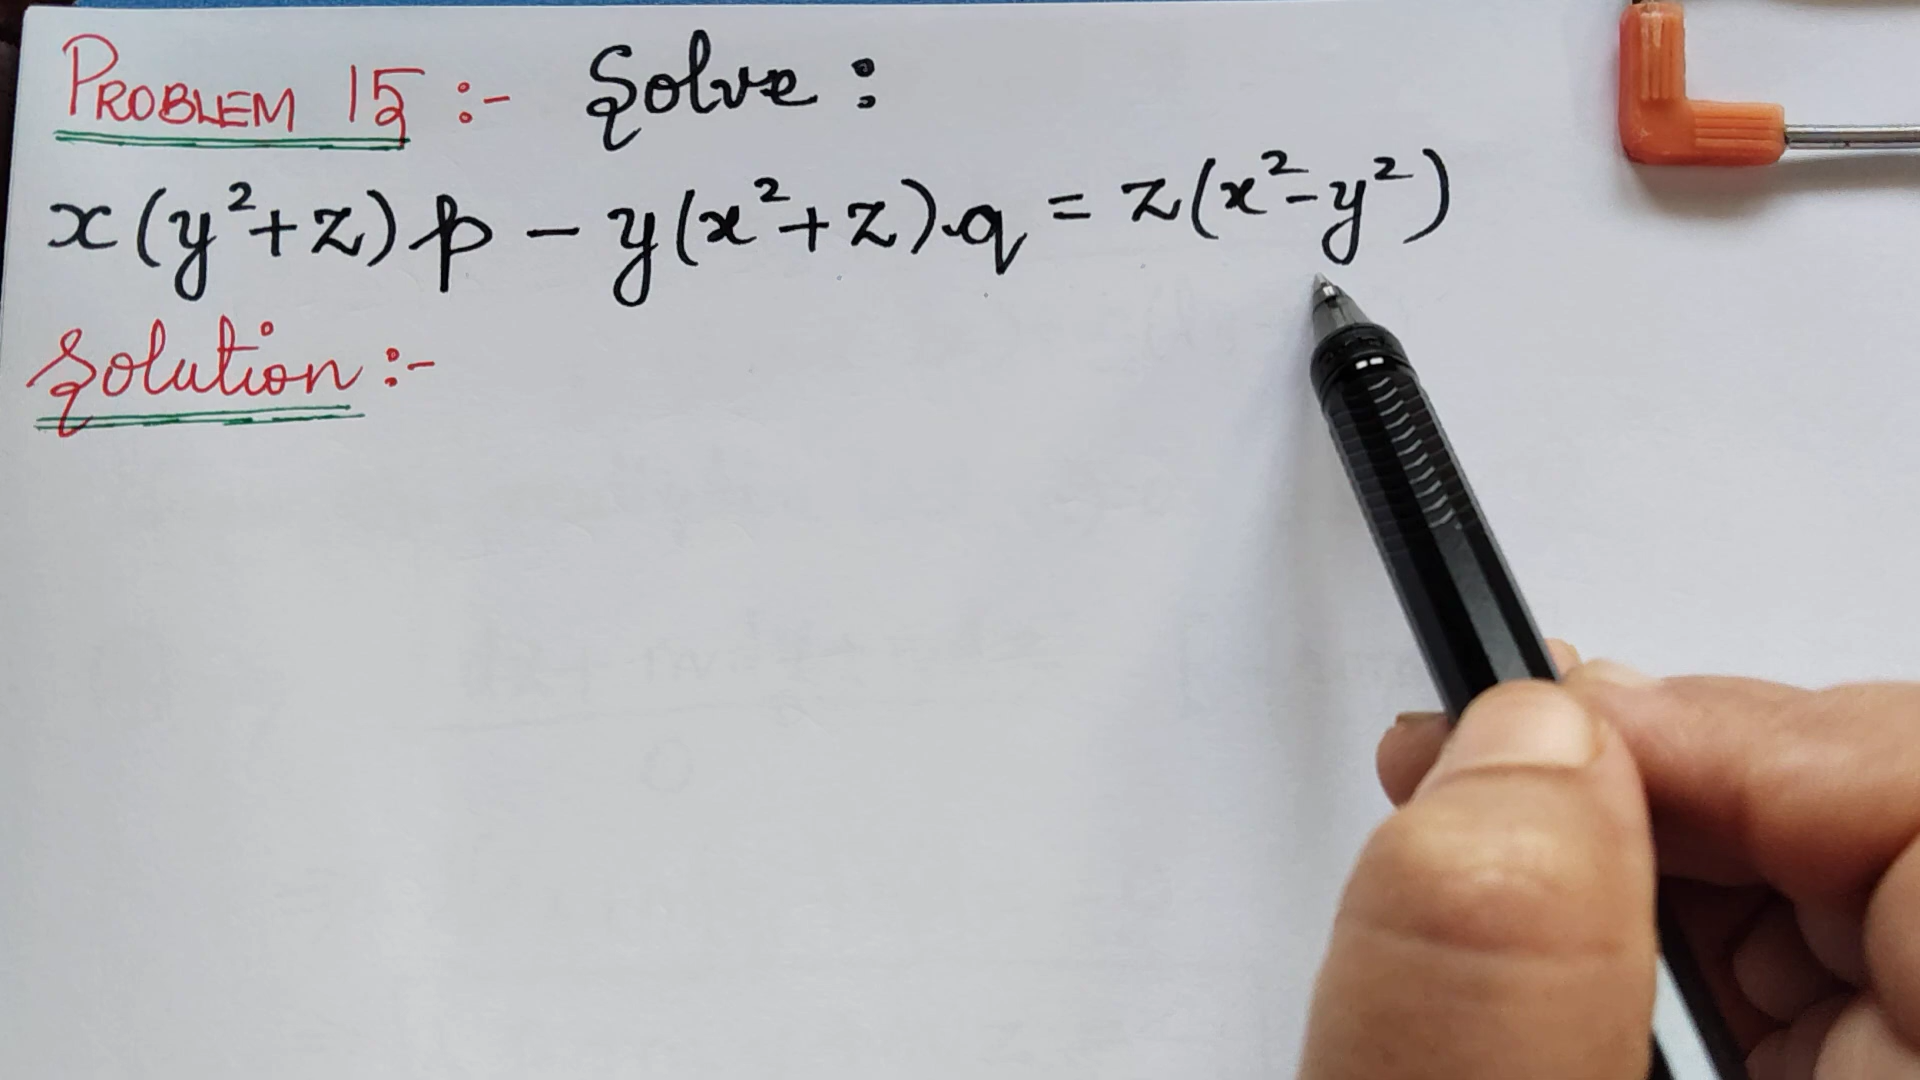 PROBLEM 15 :- Solve :
x(y²+z)p - y(x²+z).q = z(x²-y²)
Solution :-